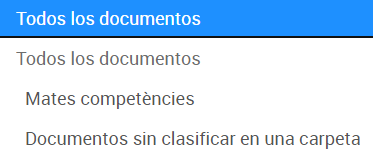 Todos los documentos
Todos los documentos
Mates competències
Documentos sin clasificar en una carpeta